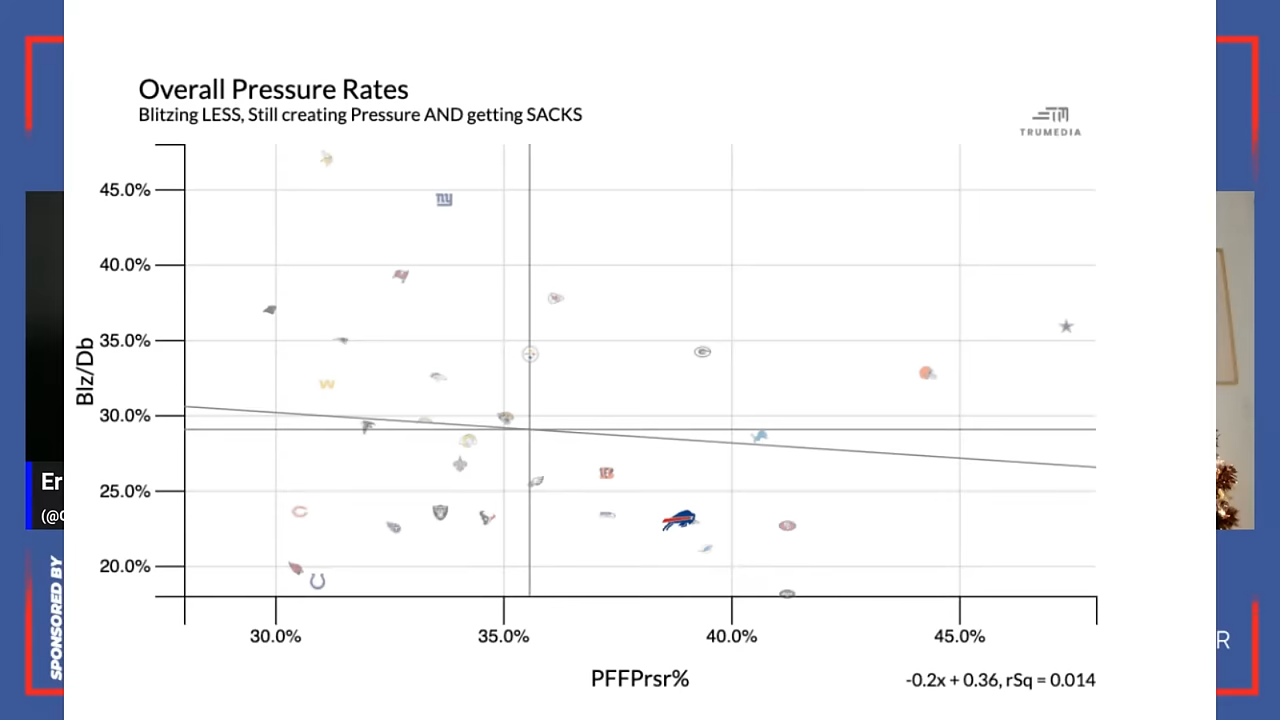 Overall Pressure Rates
Blitzing LESS, Still creating Pressure AND getting SACKS
TRUMEDIA
45.0%
40.0%
35.0%
30.0%
25.0%
20.0%
Blz/Db
ny
W
30.0%
35.0%
40.0%
45.0%
PFFPrsr%
-0.2x + 0.36, rSq = 0.014
Er
(@
SPONSORED BY
R